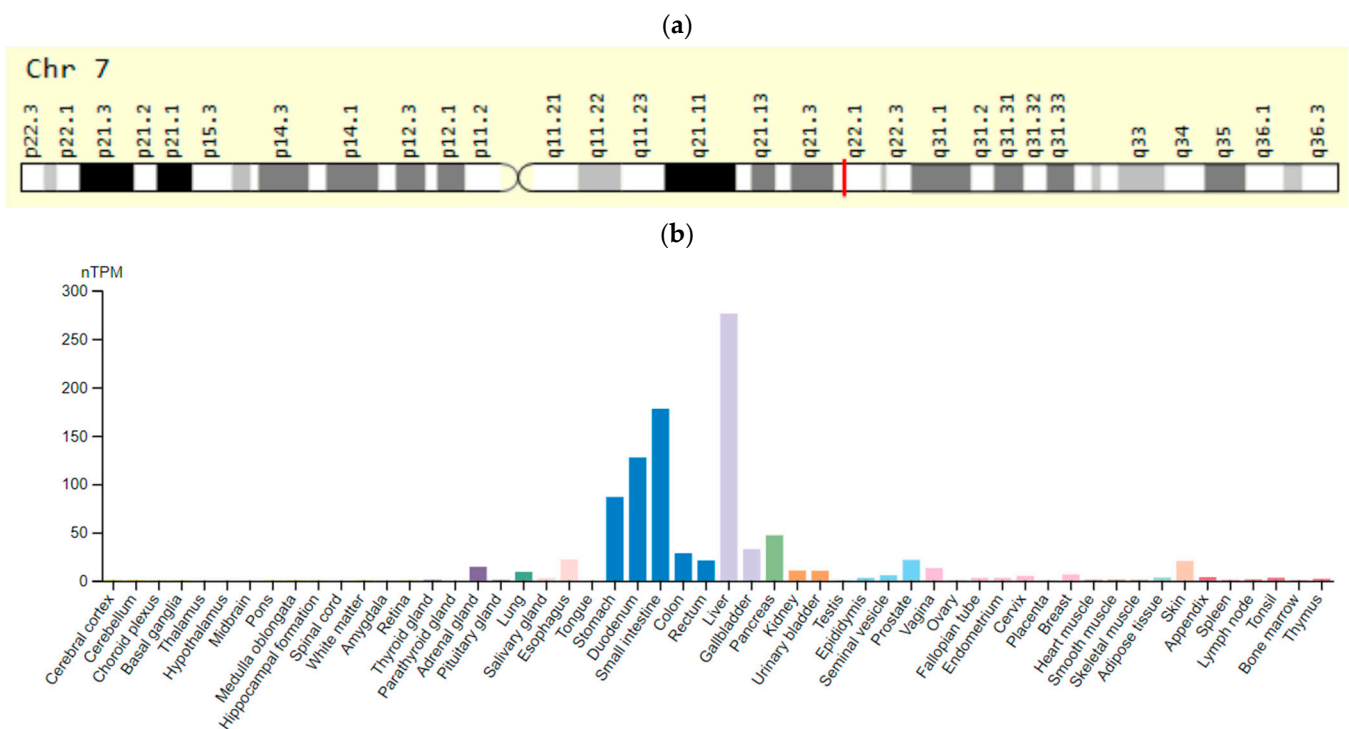 (a)
Chr 7
p22.3 p22.1 p21.3 p21.2 p21.1 p15.3 p14.3 p14.1 p12.3 p12.1 p11.2 q11.21 q11.22 q11.23 q21.11 q21.13 q21.3 q22.1 q22.3 q31.1 q31.2 q31.31 q31.32 q31.33 q33 q34 q35 q36.1 q36.3
(b)
nTPM
300
250
200
150
100
50
0
Cerebral cortex
Cerebellum
Choroid plexus
Basal ganglia
Thalamus
Hypothalamus
Midbrain
Pons
Medulla oblongata
Hippocampal formation
Spinal cord
White matter
Amygdala
Retina
Thyroid gland
Parathyroid gland
Adrenal gland
Pituitary gland
Lung
Salivary gland
Esophagus
Tongue
Stomach
Duodenum
Small intestine
Colon
Rectum
Liver
Gallbladder
Pancreas
Kidney
Urinary bladder
Testis
Epididymis
Seminal vesicle
Prostate
Vagina
Ovary
Fallopian tube
Endometrium
Cervix
Placenta
Breast
Heart muscle
Smooth muscle
Skeletal muscle
Adipose tissue
Skin
Appendix
Spleen
Lymph node
Tonsil
Bone marrow
Thymus